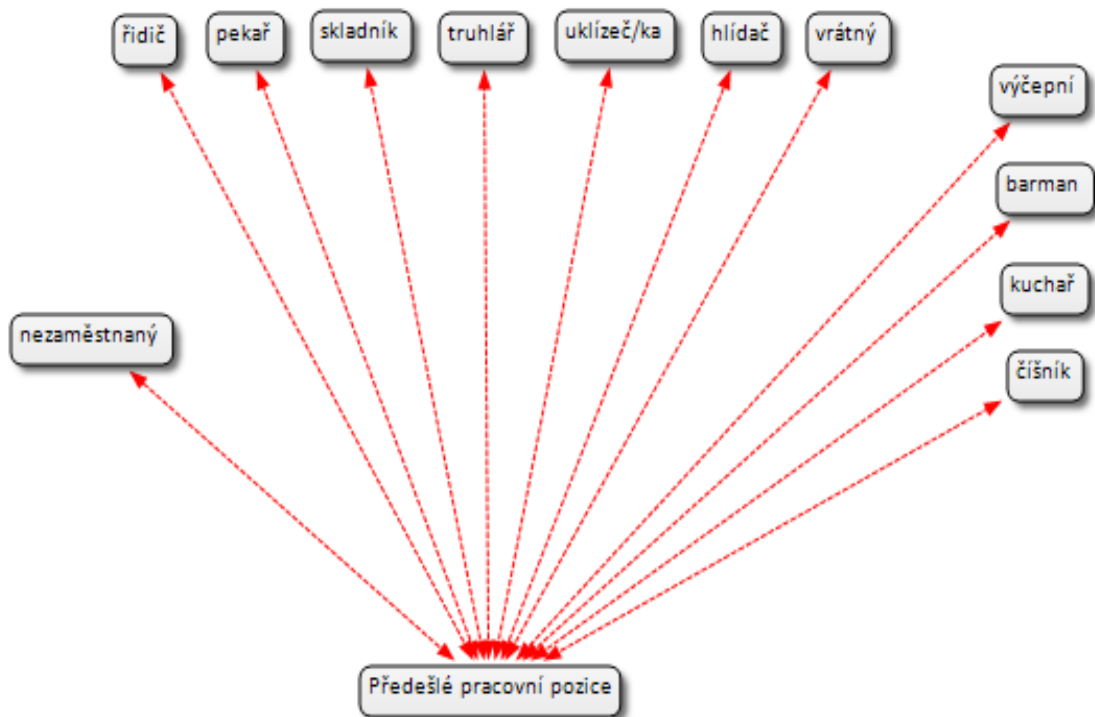 řidič
pekař
skladník
truhlář
uklízeč/ka
hlídač
vrátný
výčepní
barman
kuchař
nezaměstnaný
číšník
Předešlé pracovní pozice